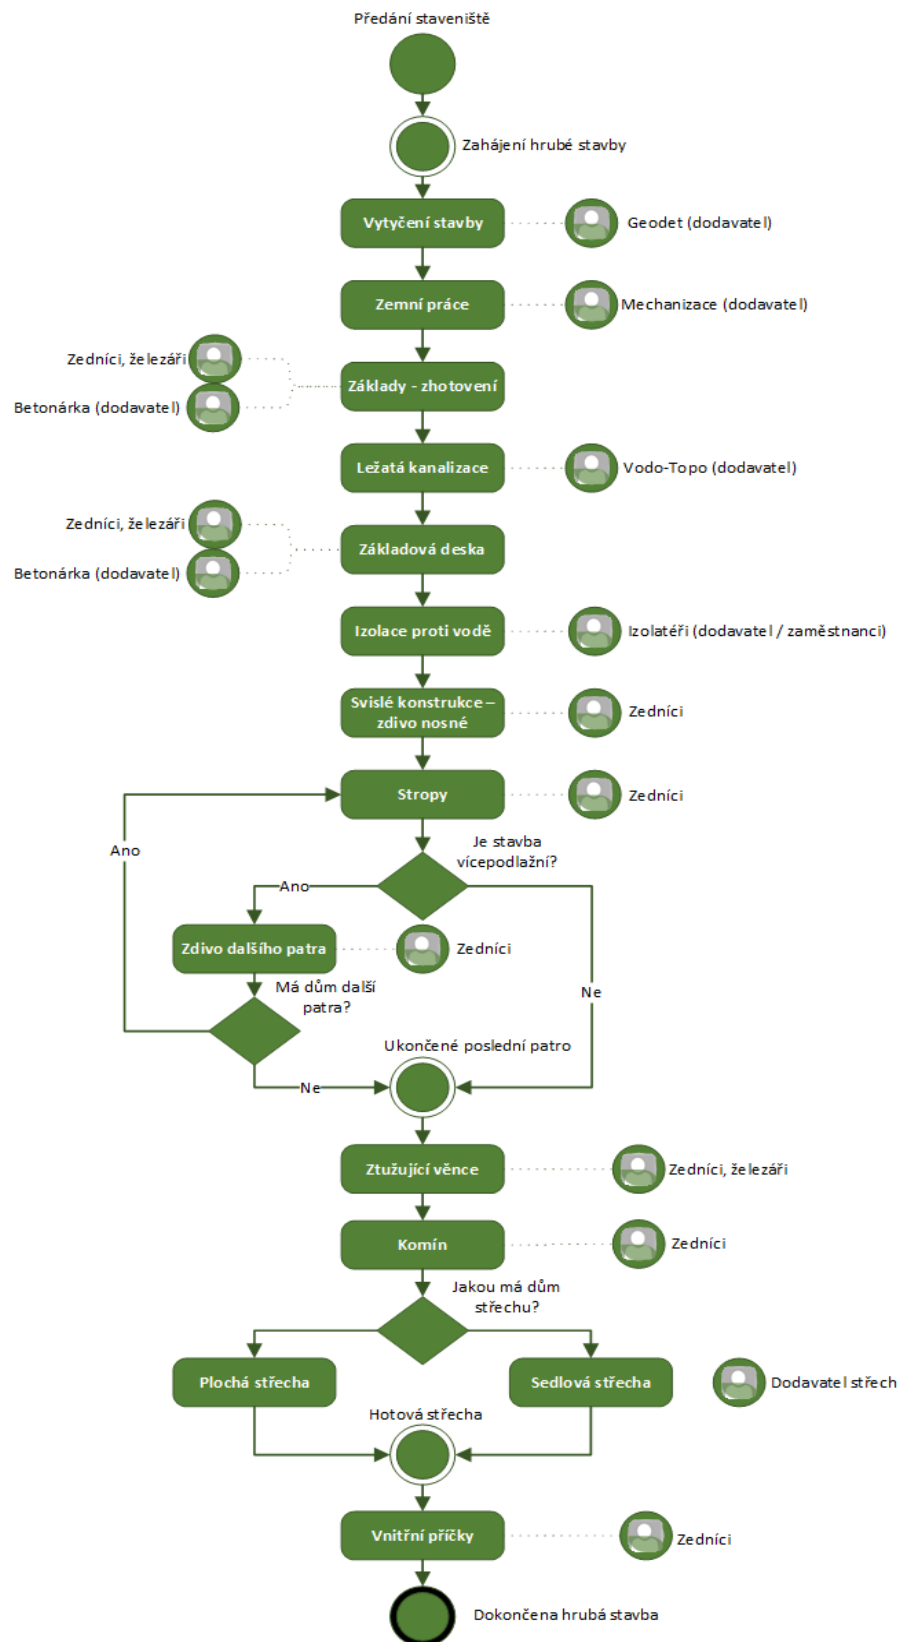 Předání staveniště
Zahájení hrubé stavby
Vytyčení stavby
Geodet (dodavatel)
Zemní práce
Mechanizace (dodavatel)
Zedníci, železáři
Základy - zhotovení
Betonárka (dodavatel)
Ležatá kanalizace
Vodo-Topo (dodavatel)
Zedníci, železáři
Základová deska
Betonárka (dodavatel)
Izolace proti vodě
Izolatéři (dodavatel / zaměstnanci)
Svislé konstrukce –
zdivo nosné
Zedníci
Stropy
Zedníci
Je stavba
vícepodlažní?
Ano
Ano
Zdivo dalšího patra
Zedníci
Má dům další
patra?
Ne
Ukončené poslední patro
Ne
Ztužující věnce
Zedníci, železáři
Komín
Zedníci
Jakou má dům
střechu?
Plochá střecha
Sedlová střecha
Dodavatel střech
Hotová střecha
Vnitřní příčky
Zedníci
Dokončena hrubá stavba